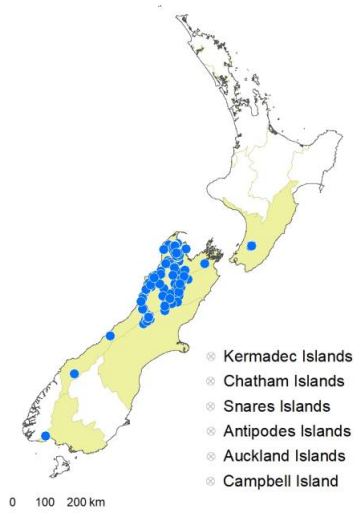 Kermadec Islands
Chatham Islands
Snares Islands
Antipodes Islands
Auckland Islands
Campbell Island
0 100 200 km